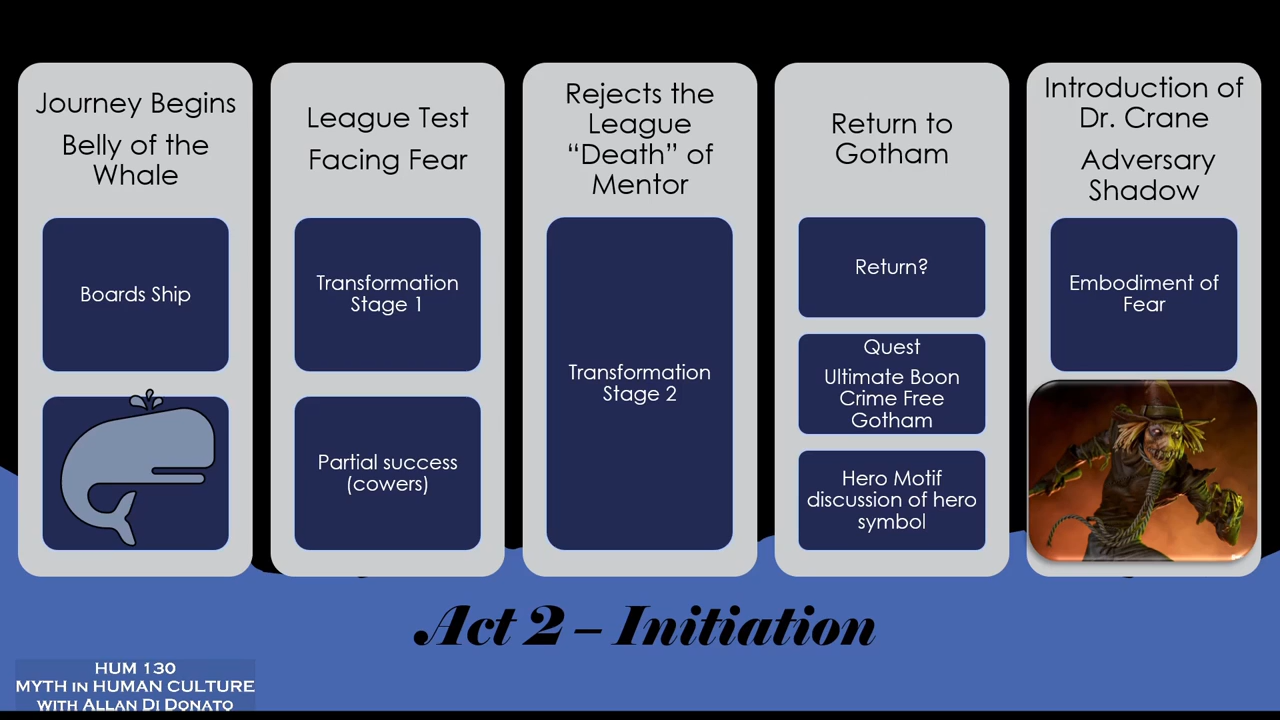 Journey Begins
Belly of the
Whale
Boards Ship
League Test
Facing Fear
Transformation
Stage 1
Partial success
(cowers)
Rejects the
League
“Death” of
Mentor
Transformation
Stage 2
Return to
Gotham
Return?
Quest
Ultimate Boon
Crime Free
Gotham
Hero Motif
discussion of hero
symbol
Introduction of
Dr. Crane
Adversary
Shadow
Embodiment of
Fear
Act 2 – Initiation
HUM 130
MYTH IN HUMAN CULTURE
WITH ALLAN DI DONATO